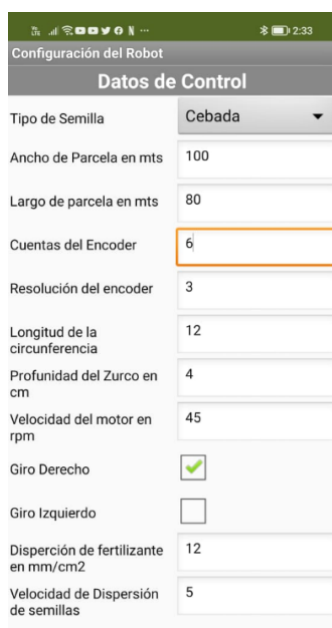 2:33
Configuración del Robot
Datos de Control
Tipo de Semilla Cebada
Ancho de Parcela en mts 100
Largo de parcela en mts 80
Cuentas del Encoder 6
Resolución del encoder 3
Longitud de la
circunferencia 12
Profunidad del Zurco en
cm 4
Velocidad del motor en
rpm 45
Giro Derecho
Giro Izquierdo
Disperción de fertilizante
en mm/cm2 12
Velocidad de Dispersión
de semillas 5